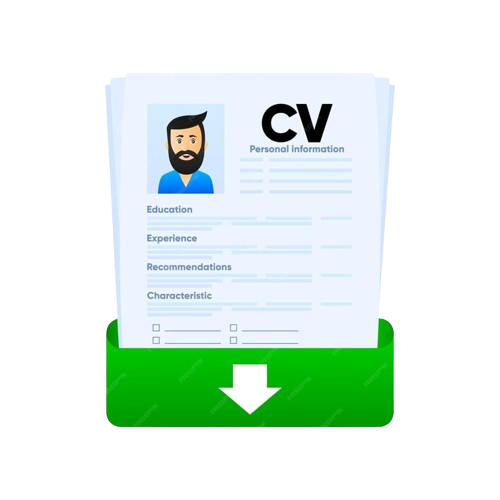 CV
Personal information
Education
Experience
Recommendations
Characteristic